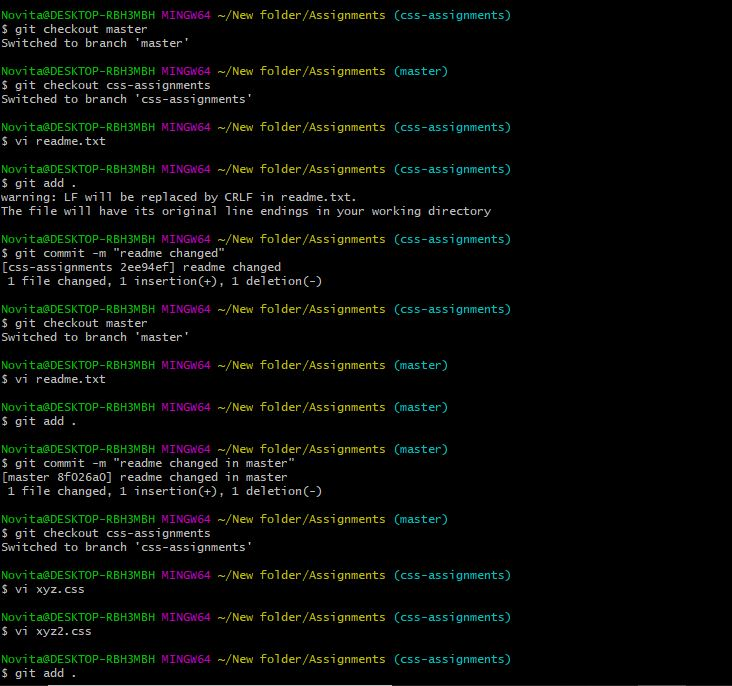 Novita@DESKTOP-RBH3MBH MINGW64 ~/New folder/Assignments (css-assignments)
$ git checkout master
Switched to branch 'master'
Novita@DESKTOP-RBH3MBH MINGW64 ~/New folder/Assignments (master)
$ git checkout css-assignments
Switched to branch 'css-assignments'
Novita@DESKTOP-RBH3MBH MINGW64 ~/New folder/Assignments (css-assignments)
$ vi readme.txt
Novita@DESKTOP-RBH3MBH MINGW64 ~/New folder/Assignments (css-assignments)
$ git add .
warning: LF will be replaced by CRLF in readme.txt.
The file will have its original line endings in your working directory
Novita@DESKTOP-RBH3MBH MINGW64 ~/New folder/Assignments (css-assignments)
$ git commit -m "readme changed"
[css-assignments 2ee94ef] readme changed
 1 file changed, 1 insertion(+), 1 deletion(-)
Novita@DESKTOP-RBH3MBH MINGW64 ~/New folder/Assignments (css-assignments)
$ git checkout master
Switched to branch 'master'
Novita@DESKTOP-RBH3MBH MINGW64 ~/New folder/Assignments (master)
$ vi readme.txt
Novita@DESKTOP-RBH3MBH MINGW64 ~/New folder/Assignments (master)
$ git add .
Novita@DESKTOP-RBH3MBH MINGW64 ~/New folder/Assignments (master)
$ git commit -m "readme changed in master"
[master 8f026a0] readme changed in master
 1 file changed, 1 insertion(+), 1 deletion(-)
Novita@DESKTOP-RBH3MBH MINGW64 ~/New folder/Assignments (master)
$ git checkout css-assignments
Switched to branch 'css-assignments'
Novita@DESKTOP-RBH3MBH MINGW64 ~/New folder/Assignments (css-assignments)
$ vi xyz.css
Novita@DESKTOP-RBH3MBH MINGW64 ~/New folder/Assignments (css-assignments)
$ vi xyz2.css
Novita@DESKTOP-RBH3MBH MINGW64 ~/New folder/Assignments (css-assignments)
$ git add .